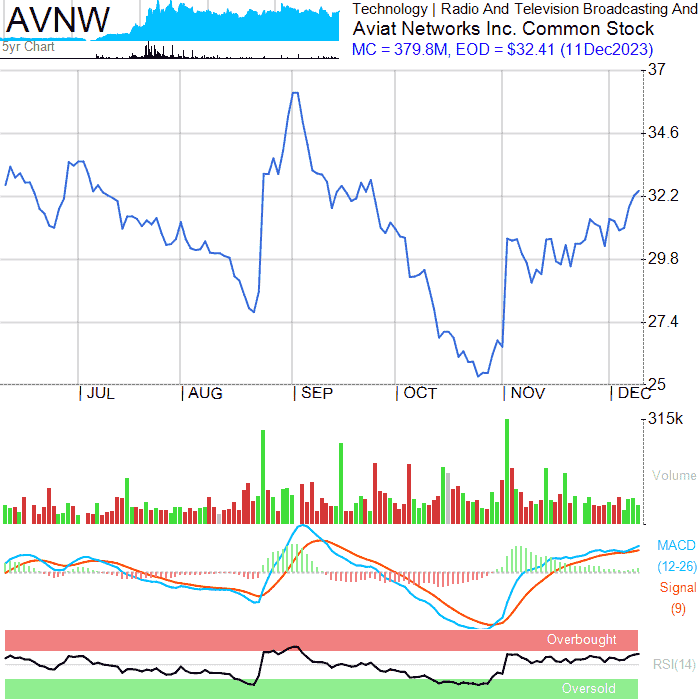 AVNW
5yr Chart
Technology | Radio And Television Broadcasting And
Aviat Networks Inc. Common Stock
MC = 379.8M, EOD = $32.41 (11Dec2023)
37
34.6
32.2
29.8
27.4
25
| JUL | AUG | SEP | OCT | NOV | DEC
315k
Volume
MACD
(12-26)
Signal
(9)
Overbought
RSI(14)
Oversold